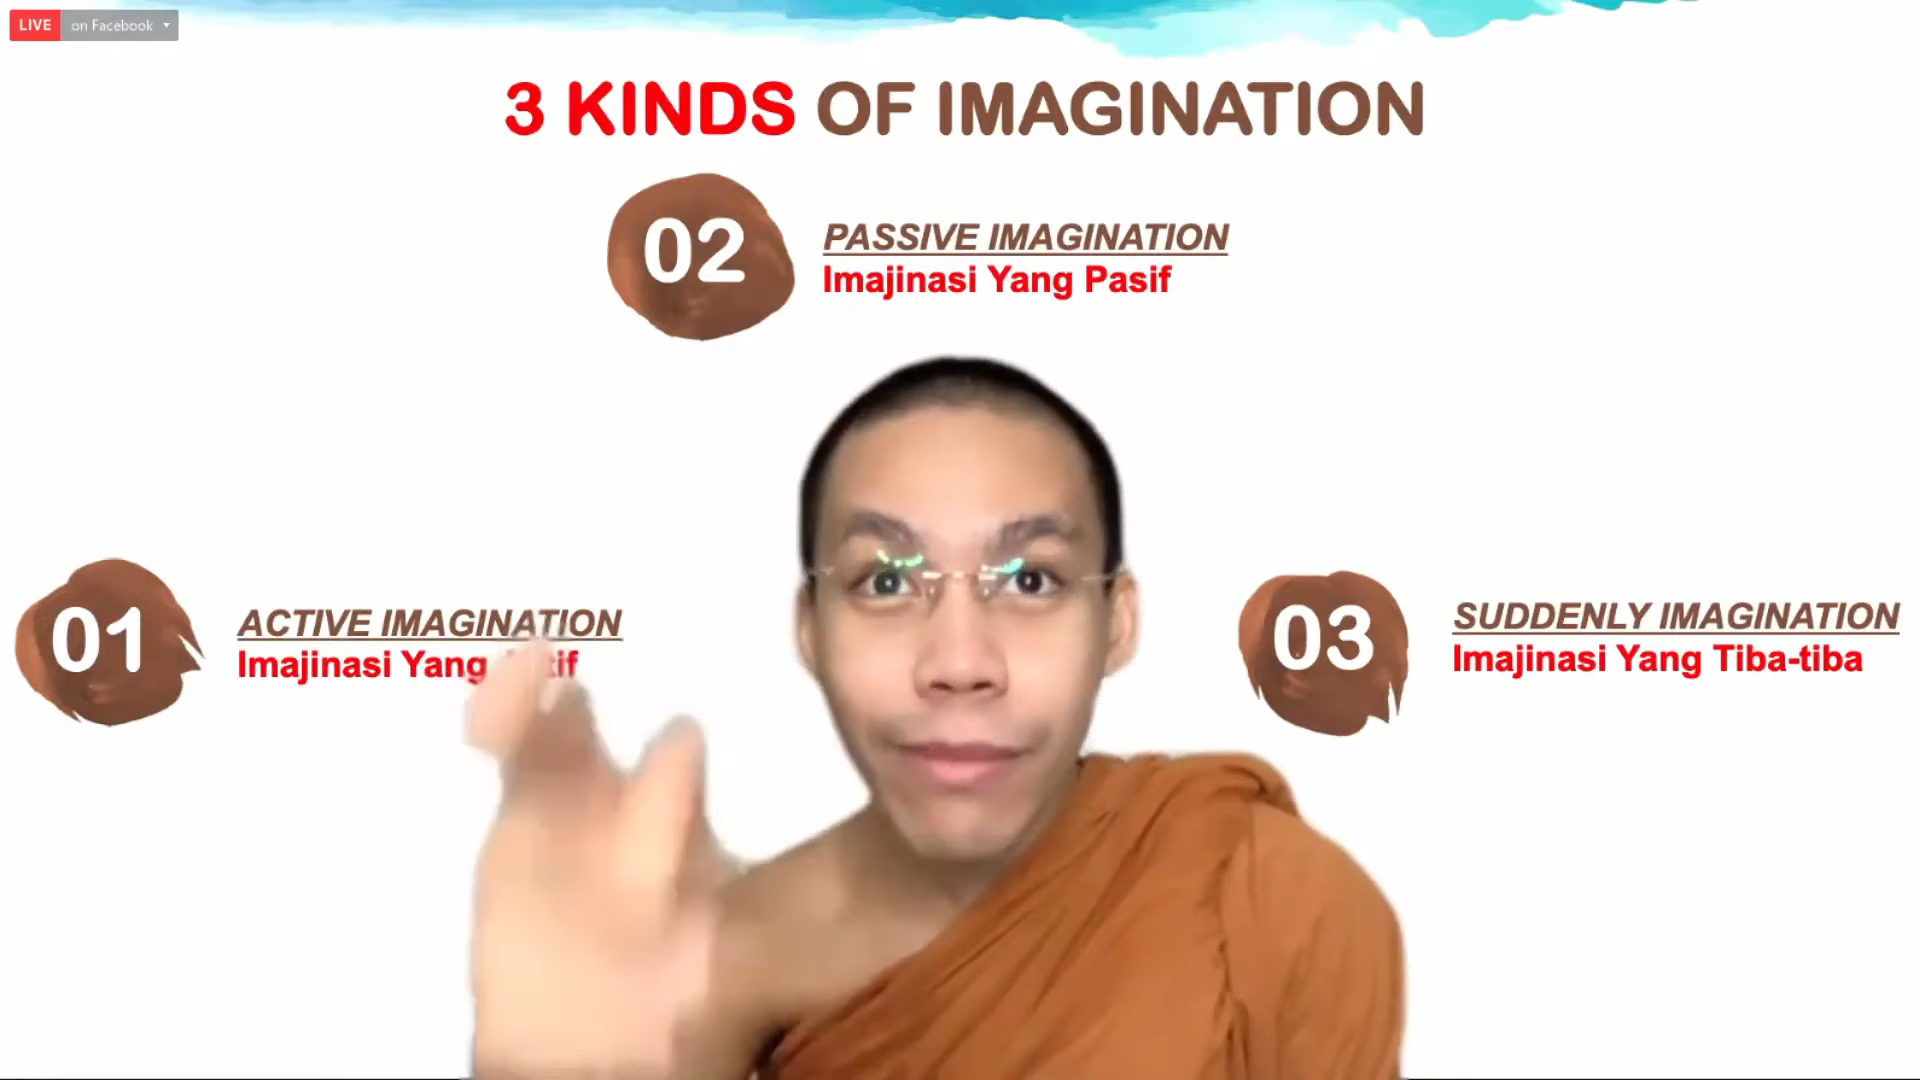 LIVE on Facebook
3 KINDS OF IMAGINATION
02
PASSIVE IMAGINATION
Imajinasi Yang Pasif
01
ACTIVE IMAGINATION
Imajinasi Yang
03
SUDDENLY IMAGINATION
Imajinasi Yang Tiba-tiba